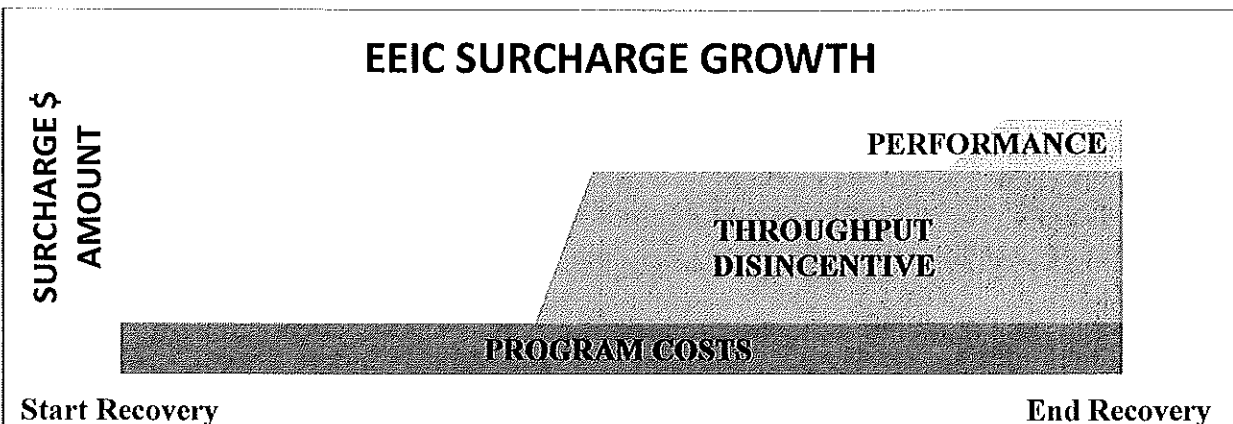 EEIC SURCHARGE GROWTH
SURCHARGE $
AMOUNT
PERFORMANCE
THROUGHPUT
DISINCENTIVE
PROGRAM COSTS
Start Recovery
End Recovery